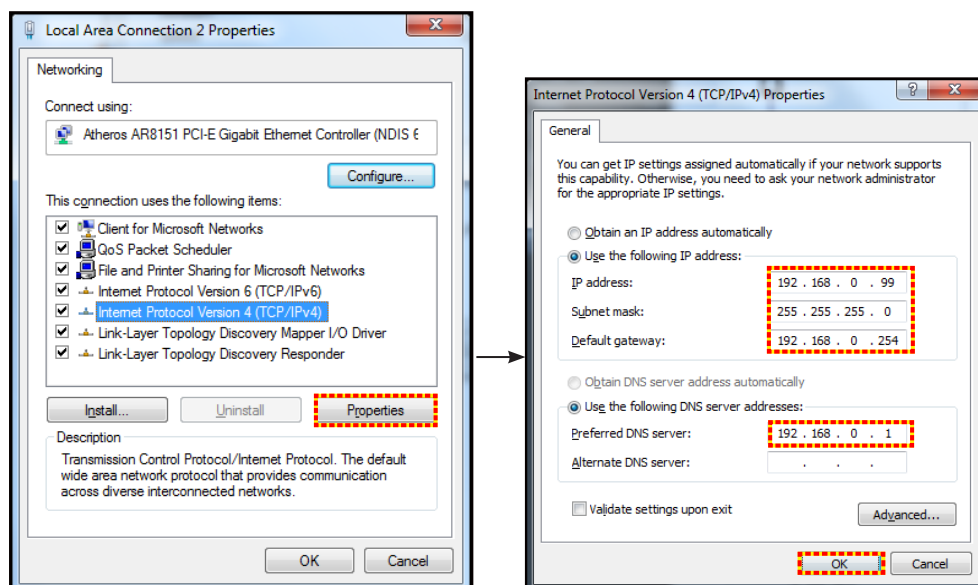 Local Area Connection 2 Properties
Networking
Connect using:
Atheros AR8151 PCI-E Gigabit Ethernet Controller (NDIS 6
Configure...
This connection uses the following items:
Client for Microsoft Networks
QoS Packet Scheduler
File and Printer Sharing for Microsoft Networks
Internet Protocol Version 6 (TCP/IPv6)
Internet Protocol Version 4 (TCP/IPv4)
Link-Layer Topology Discovery Mapper I/O Driver
Link-Layer Topology Discovery Responder
Install...
Uninstall
Properties
Description
Transmission Control Protocol/Internet Protocol. The default
wide area network protocol that provides communication
across diverse interconnected networks.
OK
Cancel
Internet Protocol Version 4 (TCP/IPv4) Properties
General
You can get IP settings assigned automatically if your network supports
this capability. Otherwise, you need to ask your network administrator
for the appropriate IP settings.
Obtain an IP address automatically
Use the following IP address:
IP address: 192 . 168 . 0 . 99
Subnet mask: 255 . 255 . 255 . 0
Default gateway: 192 . 168 . 0 . 254
Obtain DNS server address automatically
Use the following DNS server addresses:
Preferred DNS server: 192 . 168 . 0 . 1
Alternate DNS server: . . .
Validate settings upon exit
Advanced...
OK
Cancel